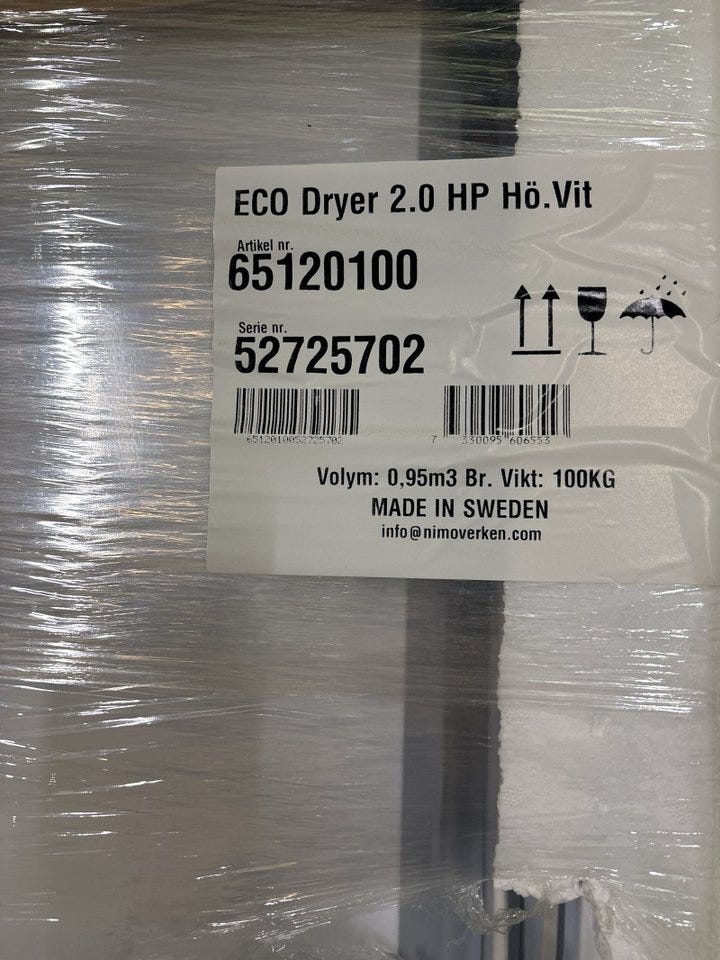 ECO Dryer 2.0 HP Hö.Vit
Artikel nr.
65120100
Serie nr.
52725702
6512010052725702
7 330095 606553
Volym: 0,95m3 Br. Vikt: 100KG
MADE IN SWEDEN
info@nimoverken.com